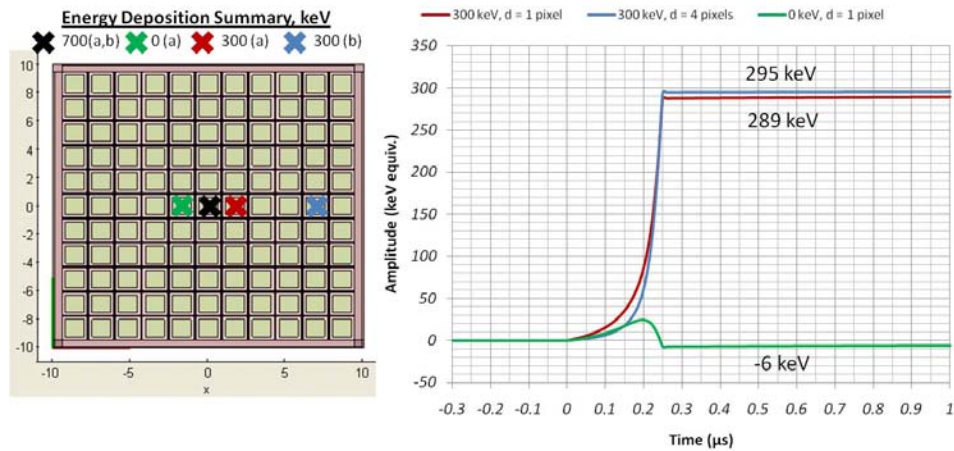 Energy Deposition Summary, keV
700(a,b) 0 (a) 300 (a) 300 (b)
10
8
6
4
2
0
-2
-4
-6
-8
-10
-10 -5 0 5 10
x
300 keV, d = 1 pixel 300 keV, d = 4 pixels 0 keV, d = 1 pixel
350
300
250
200
150
100
50
0
-50
Amplitude (keV equiv.)
295 keV
289 keV
-6 keV
-0.3 -0.2 -0.1 0 0.1 0.2 0.3 0.4 0.5 0.6 0.7 0.8 0.9 1
Time (μs)